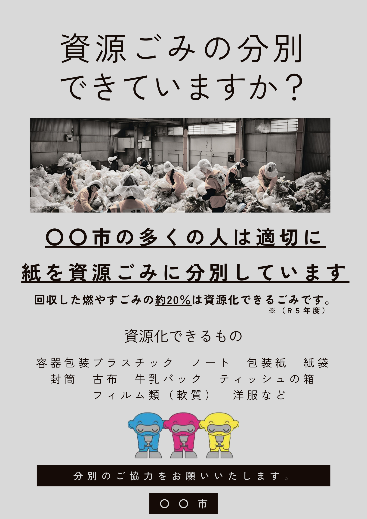 資源ごみの分別
できていますか？
〇〇市の多くの人は適切に
紙を資源ごみに分別しています
回収した燃やすごみの約20%は資源化できるごみです。
※（R５年度）
資源化できるもの
容器包装プラスチック　ノート　包装紙　紙袋
封筒　古布　牛乳パック　ティッシュの箱
フィルム類（軟質）　洋服など
分別のご協力をお願いいたします。
〇〇市